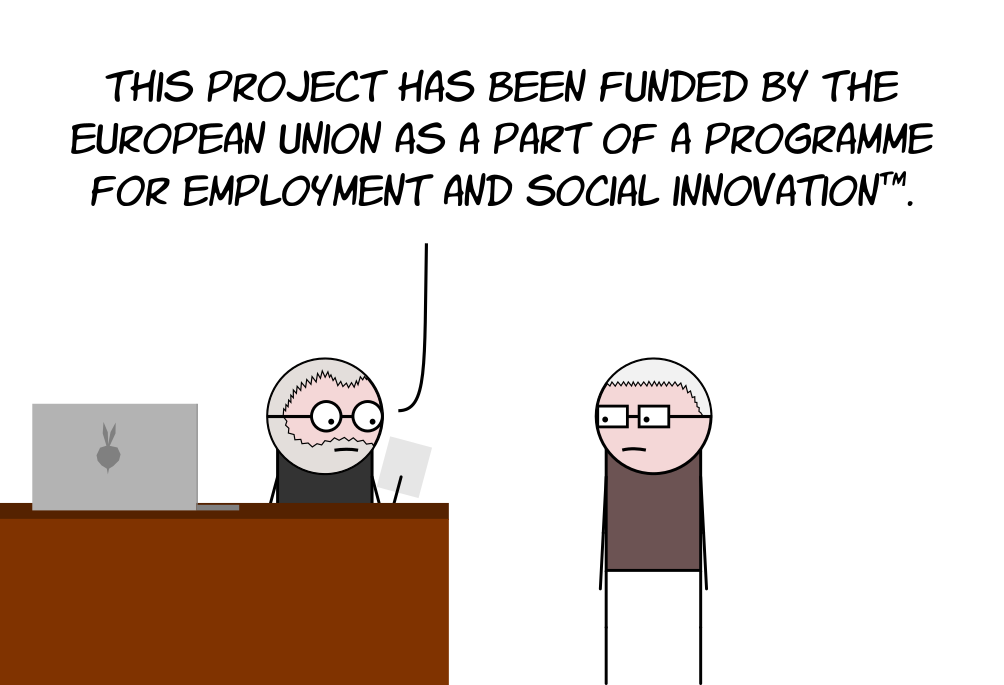 THIS PROJECT HAS BEEN FUNDED BY THE
EUROPEAN UNION AS A PART OF A PROGRAMME
FOR EMPLOYMENT AND SOCIAL INNOVATION™.